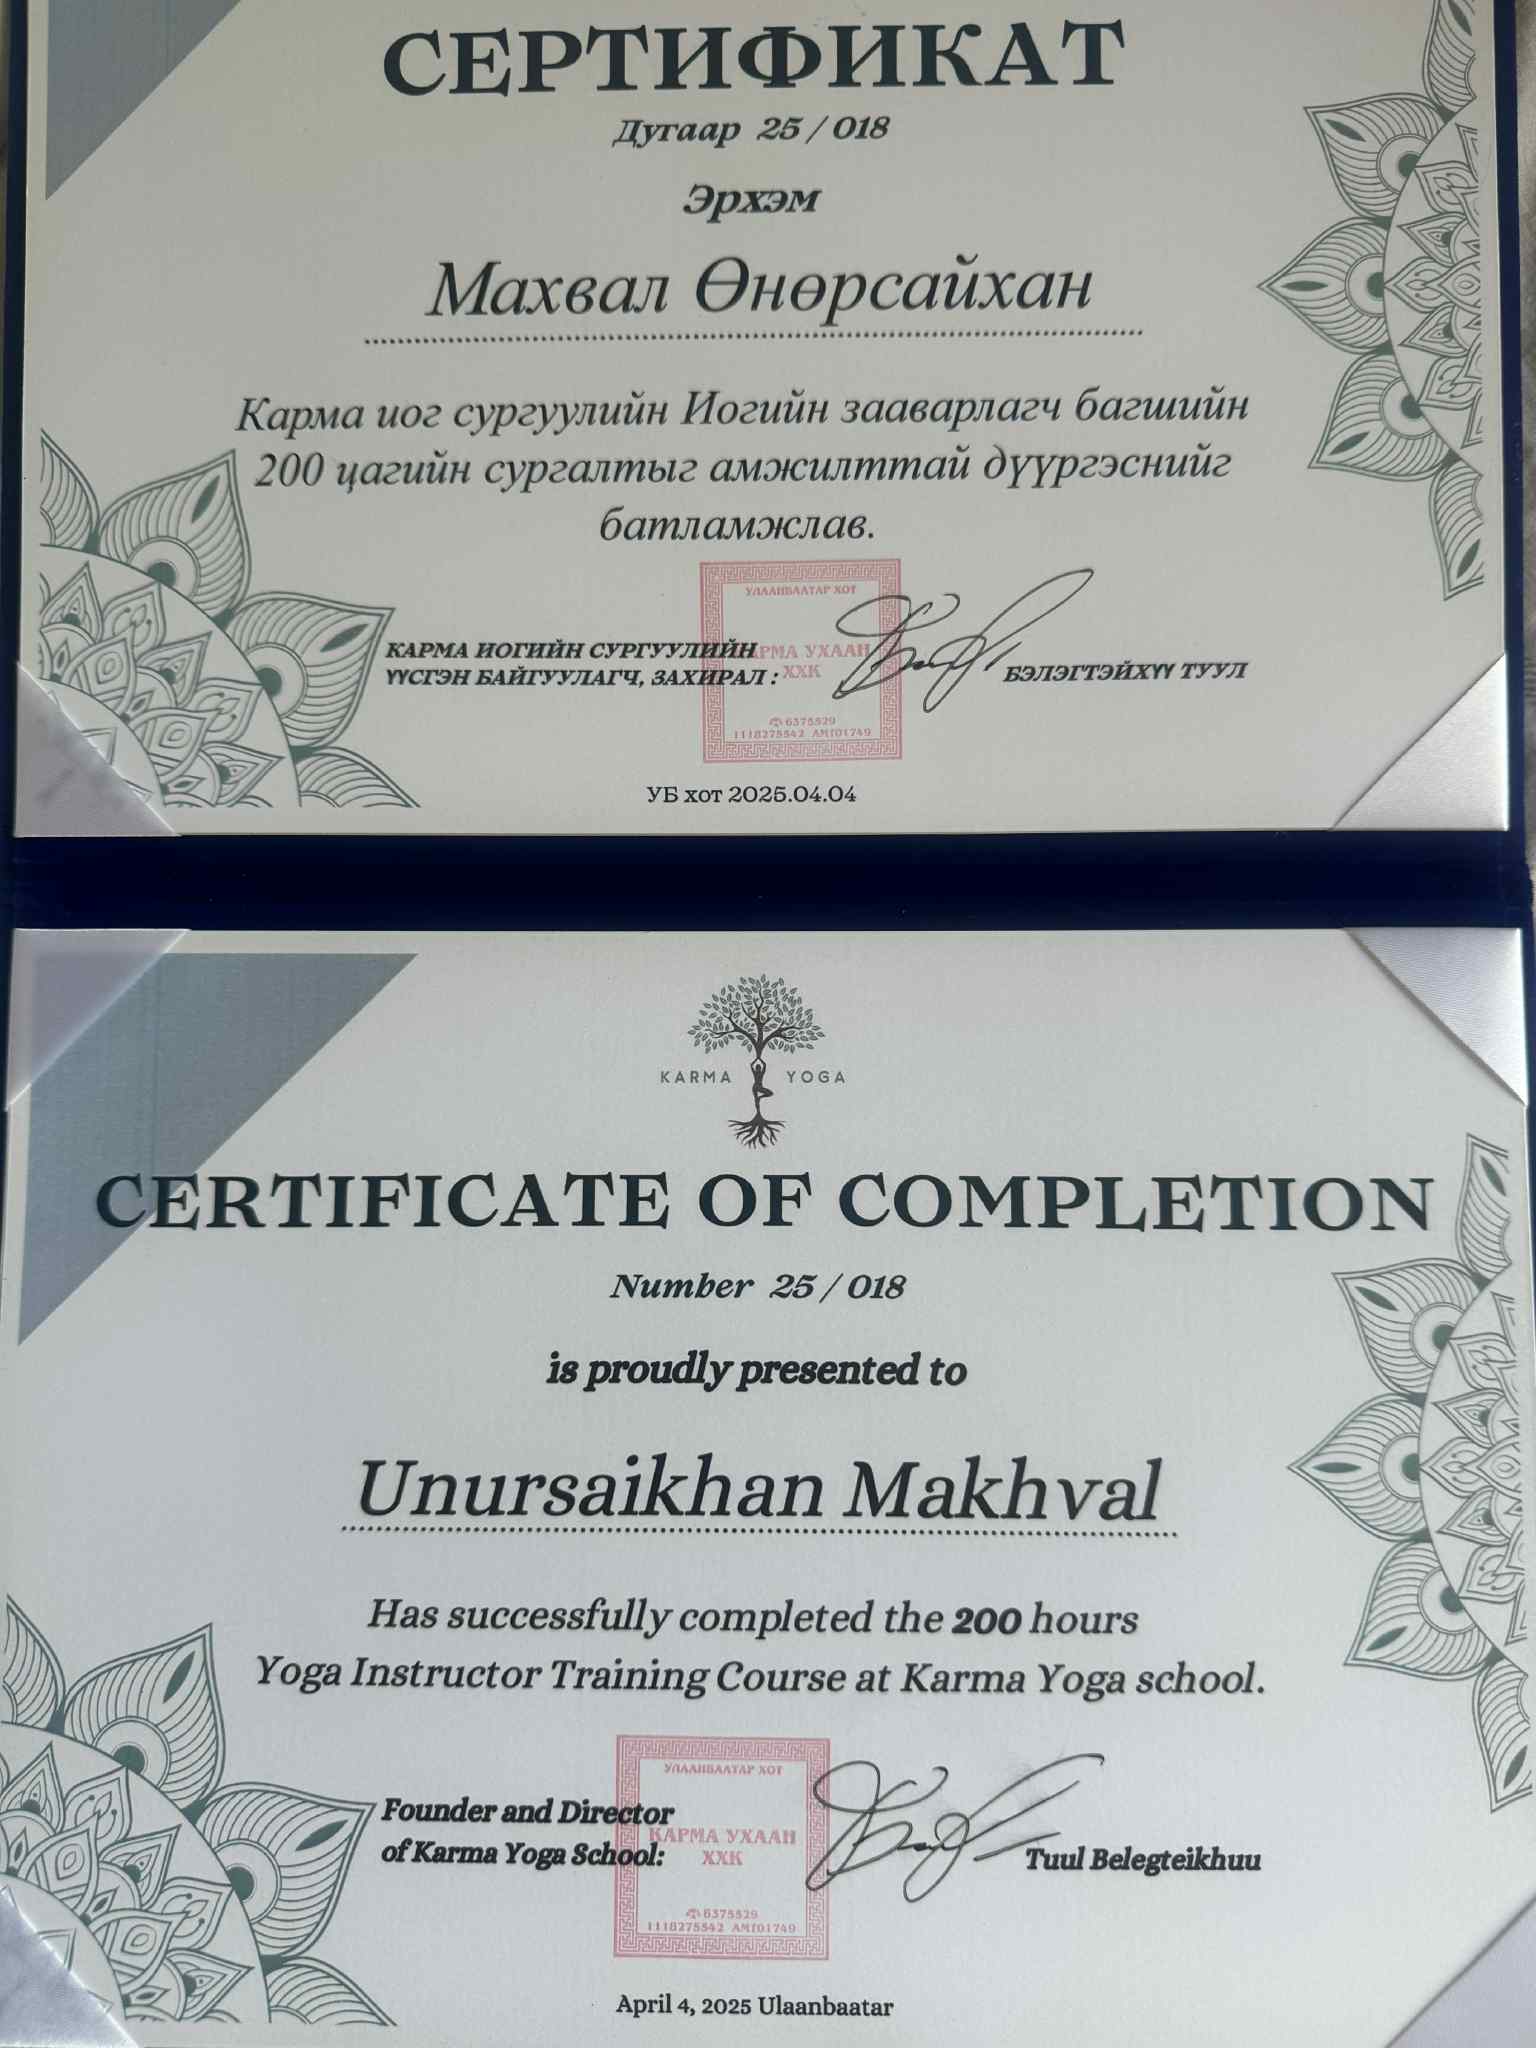 СЕРТИФИКАТ
Дугаар 25 / 018
Эрхэм
Махвал Өнөрсайхан
Карма иог сургуулийн Иогийн зааварлагч багшийн
200 цагийн сургалтыг амжилттай дүүргэснийг
батламжлав.
УЛААНБААТАР ХОТ
КАРМА ИОГИЙН СУРГУУЛИЙН
ҮҮСГЭН БАЙГУУЛАГЧ, ЗАХИРАЛ :
КАРМА УХААН
ХХК
БЭЛЭГТЭЙХҮҮ ТУУЛ
6375529
1118275542 АМГ01749
УБ хот 2025.04.04
KARMA YOGA
CERTIFICATE OF COMPLETION
Number 25 / 018
is proudly presented to
Unursaikhan Makhval
Has successfully completed the 200 hours
Yoga Instructor Training Course at Karma Yoga school.
УЛААНБААТАР ХОТ
Founder and Director
of Karma Yoga School:
КАРМА УХААН
ХХК
Tuul Belegteikhuu
6375529
1118275542 АМГ01749
April 4, 2025 Ulaanbaatar